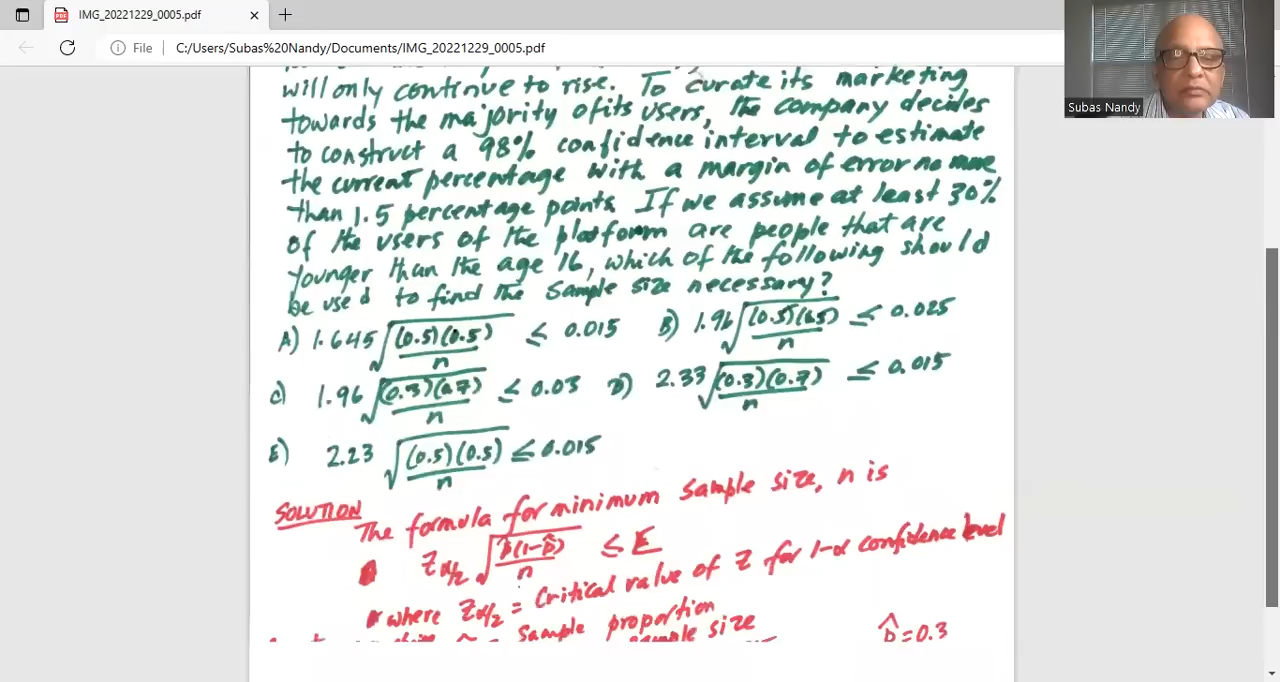 IMG_20221229_0005.pdf
File C:/Users/Subas%20Nandy/Documents/IMG_20221229_0005.pdf
Subas Nandy
will only continue to rise. To curate its marketing
towards the majority of its users, the company decides
to construct a 98% confidence interval to estimate
the current percentage with a margin of error no more
than 1.5 percentage points. If we assume at least 30%
of the users of the platform are people that are
younger than the age 16, which of the following should
be used to find the sample size necessary?
A) 1.645 √((0.5)(0.5)/n) ≤ 0.015 B) 1.96 √((0.5)(0.5)/n) ≤ 0.025
C) 1.96 √((0.3)(0.7)/n) ≤ 0.03 D) 2.33 √((0.3)(0.7)/n) ≤ 0.015
E) 2.23 √((0.5)(0.5)/n) ≤ 0.015
SOLUTION
The formula for minimum sample size, n is
Zα/2 √(p̂(1-p̂)/n) ≤ E
where Zα/2 = Critical value of Z for 1-α confidence level
sample proportion
sample size
p̂=0.3